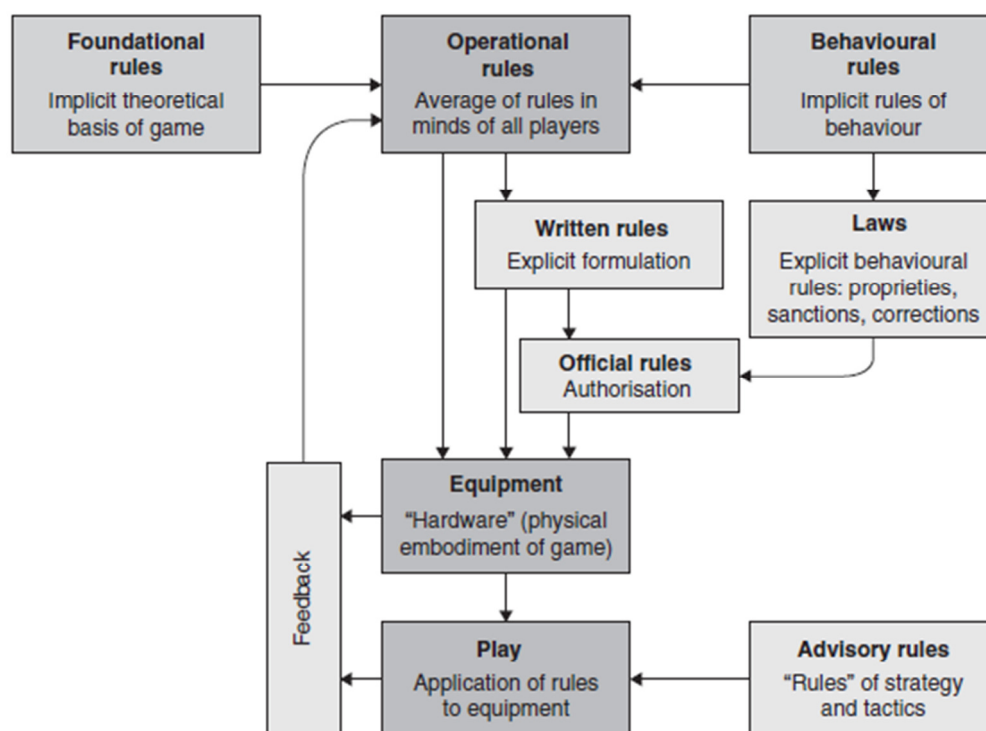 Foundational
rules
Implicit theoretical
basis of game
Operational
rules
Average of rules in
minds of all players
Behavioural
rules
Implicit rules of
behaviour
Written rules
Explicit formulation
Laws
Explicit behavioural
rules: proprieties,
sanctions, corrections
Official rules
Authorisation
Equipment
“Hardware” (physical
embodiment of game)
Feedback
Play
Application of rules
to equipment
Advisory rules
“Rules” of strategy
and tactics